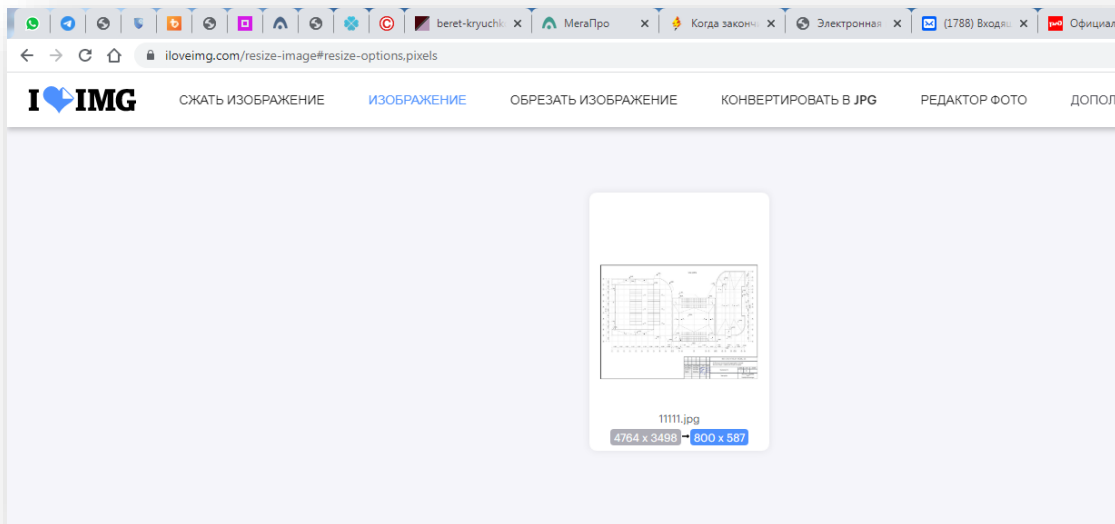 beret-kryuchk
МегаПро
Когда законч
Электронная
(1788) Входящ
Официал
iloveimg.com/resize-image#resize-options,pixels
I IMG
СЖАТЬ ИЗОБРАЖЕНИЕ
ИЗОБРАЖЕНИЕ
ОБРЕЗАТЬ ИЗОБРАЖЕНИЕ
КОНВЕРТИРОВАТЬ В JPG
РЕДАКТОР ФОТО
ДОПОЛ
11111.jpg
4764 x 3498 → 800 x 587